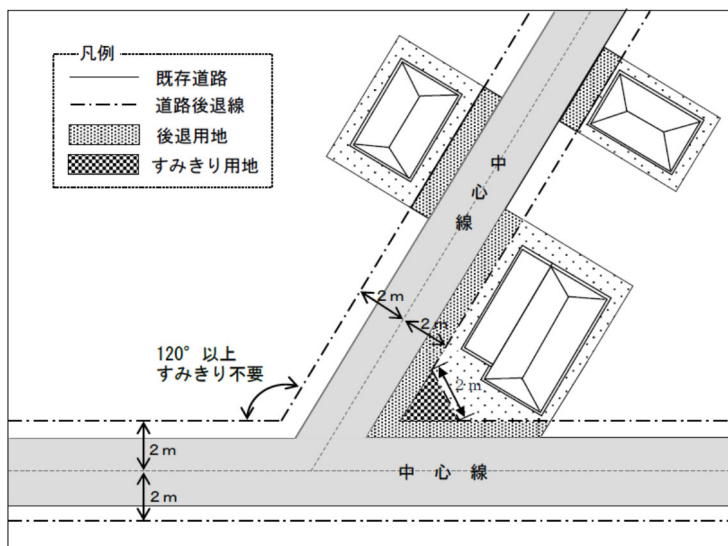 凡例
既存道路
道路後退線
後退用地
すみきり用地
中心線
2m
2m
120°以上
すみきり不要
2m
2m
中心線
2m